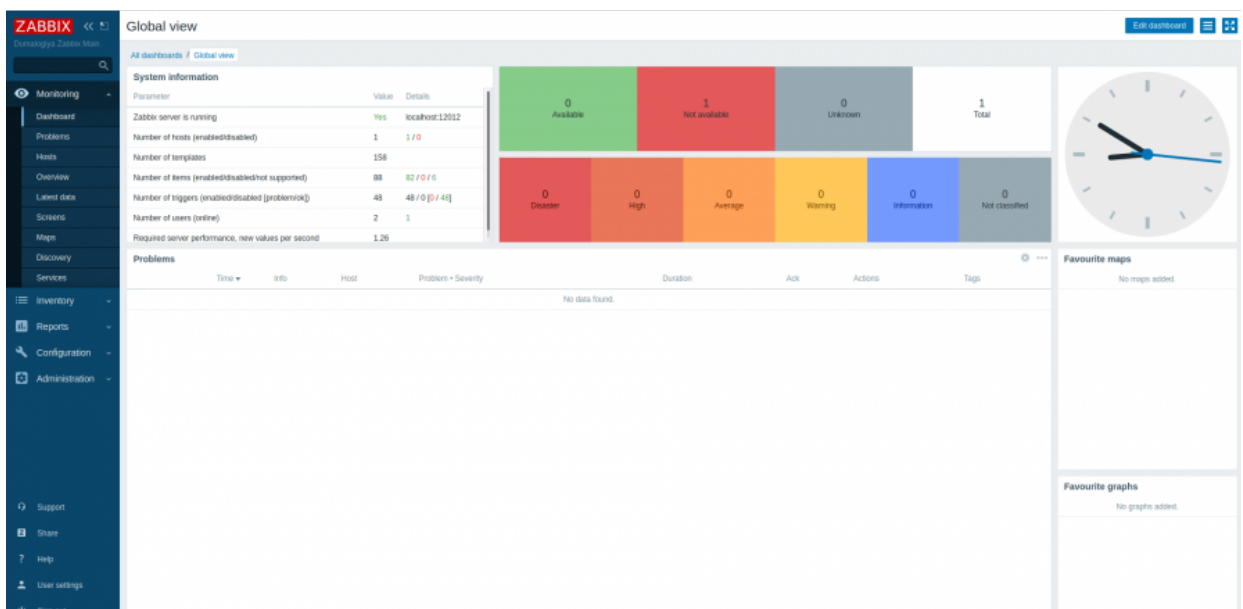 ZABBIX
Global view
Edit dashboard
Dumalogiya Zabbix Main
All dashboards / Global view
Monitoring
Dashboard
Problems
Hosts
Overview
Latest data
Screens
Maps
Discovery
Services
Inventory
Reports
Configuration
Administration
Support
Share
Help
User settings
System information
Parameter Value Details
Zabbix server is running Yes localhost:12012
Number of hosts (enabled/disabled) 1 1 / 0
Number of templates 158
Number of items (enabled/disabled/not supported) 88 82 / 0 / 6
Number of triggers (enabled/disabled [problem/ok]) 48 48 / 0 [0 / 48]
Number of users (online) 2 1
Required server performance, new values per second 1.26
0 Available
1 Not available
0 Unknown
1 Total
0 Disaster
0 High
0 Average
0 Warning
0 Information
0 Not classified
Problems
Time Info Host Problem • Severity Duration Ack Actions Tags
No data found.
Favourite maps
No maps added.
Favourite graphs
No graphs added.